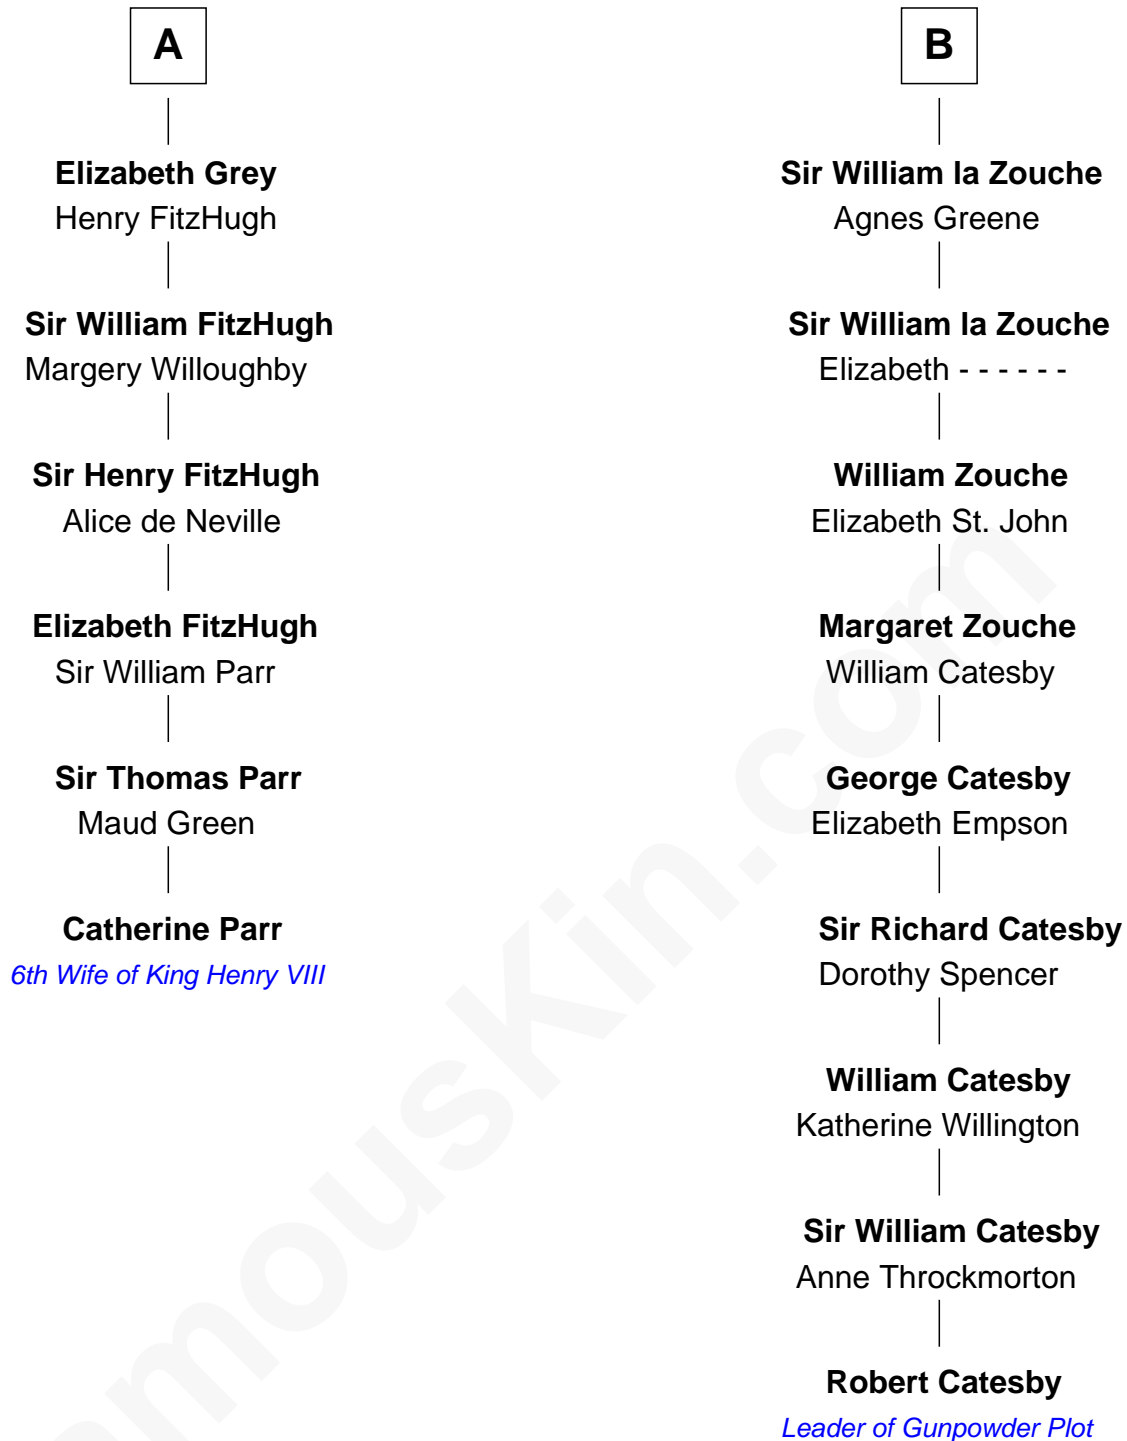 A
Elizabeth Grey
Henry FitzHugh
Sir William FitzHugh
Margery Willoughby
Sir Henry FitzHugh
Alice de Neville
Elizabeth FitzHugh
Sir William Parr
Sir Thomas Parr
Maud Green
Catherine Parr
6th Wife of King Henry VIII
B
Sir William la Zouche
Agnes Greene
Sir William la Zouche
Elizabeth - - - - - -
William Zouche
Elizabeth St. John
Margaret Zouche
William Catesby
George Catesby
Elizabeth Empson
Sir Richard Catesby
Dorothy Spencer
William Catesby
Katherine Willington
Sir William Catesby
Anne Throckmorton
Robert Catesby
Leader of Gunpowder Plot
amousKin.com